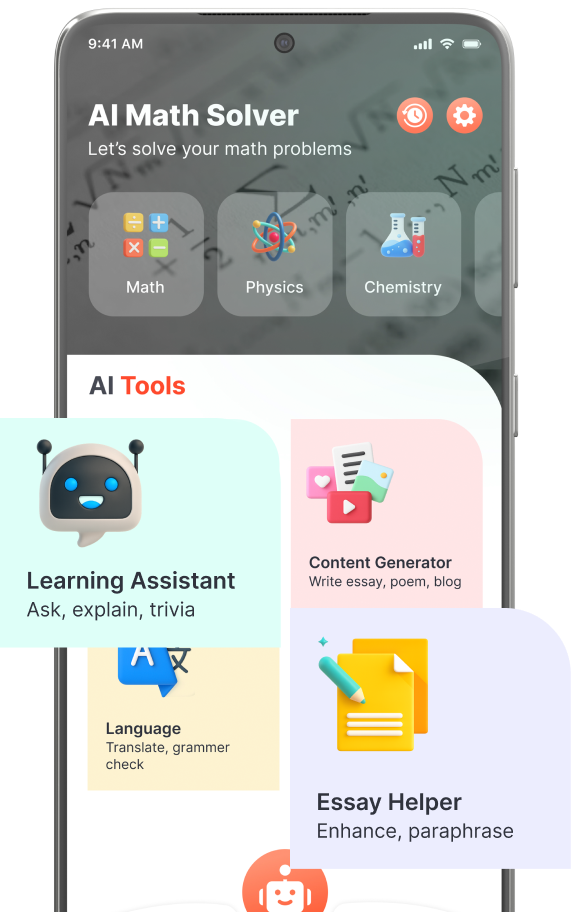 9:41 AM
AI Math Solver
Let's solve your math problems
Math
Physics
Chemistry
AI Tools
Learning Assistant
Ask, explain, trivia
Content Generator
Write essay, poem, blog
A 文
Language
Translate, grammer
check
Essay Helper
Enhance, paraphrase